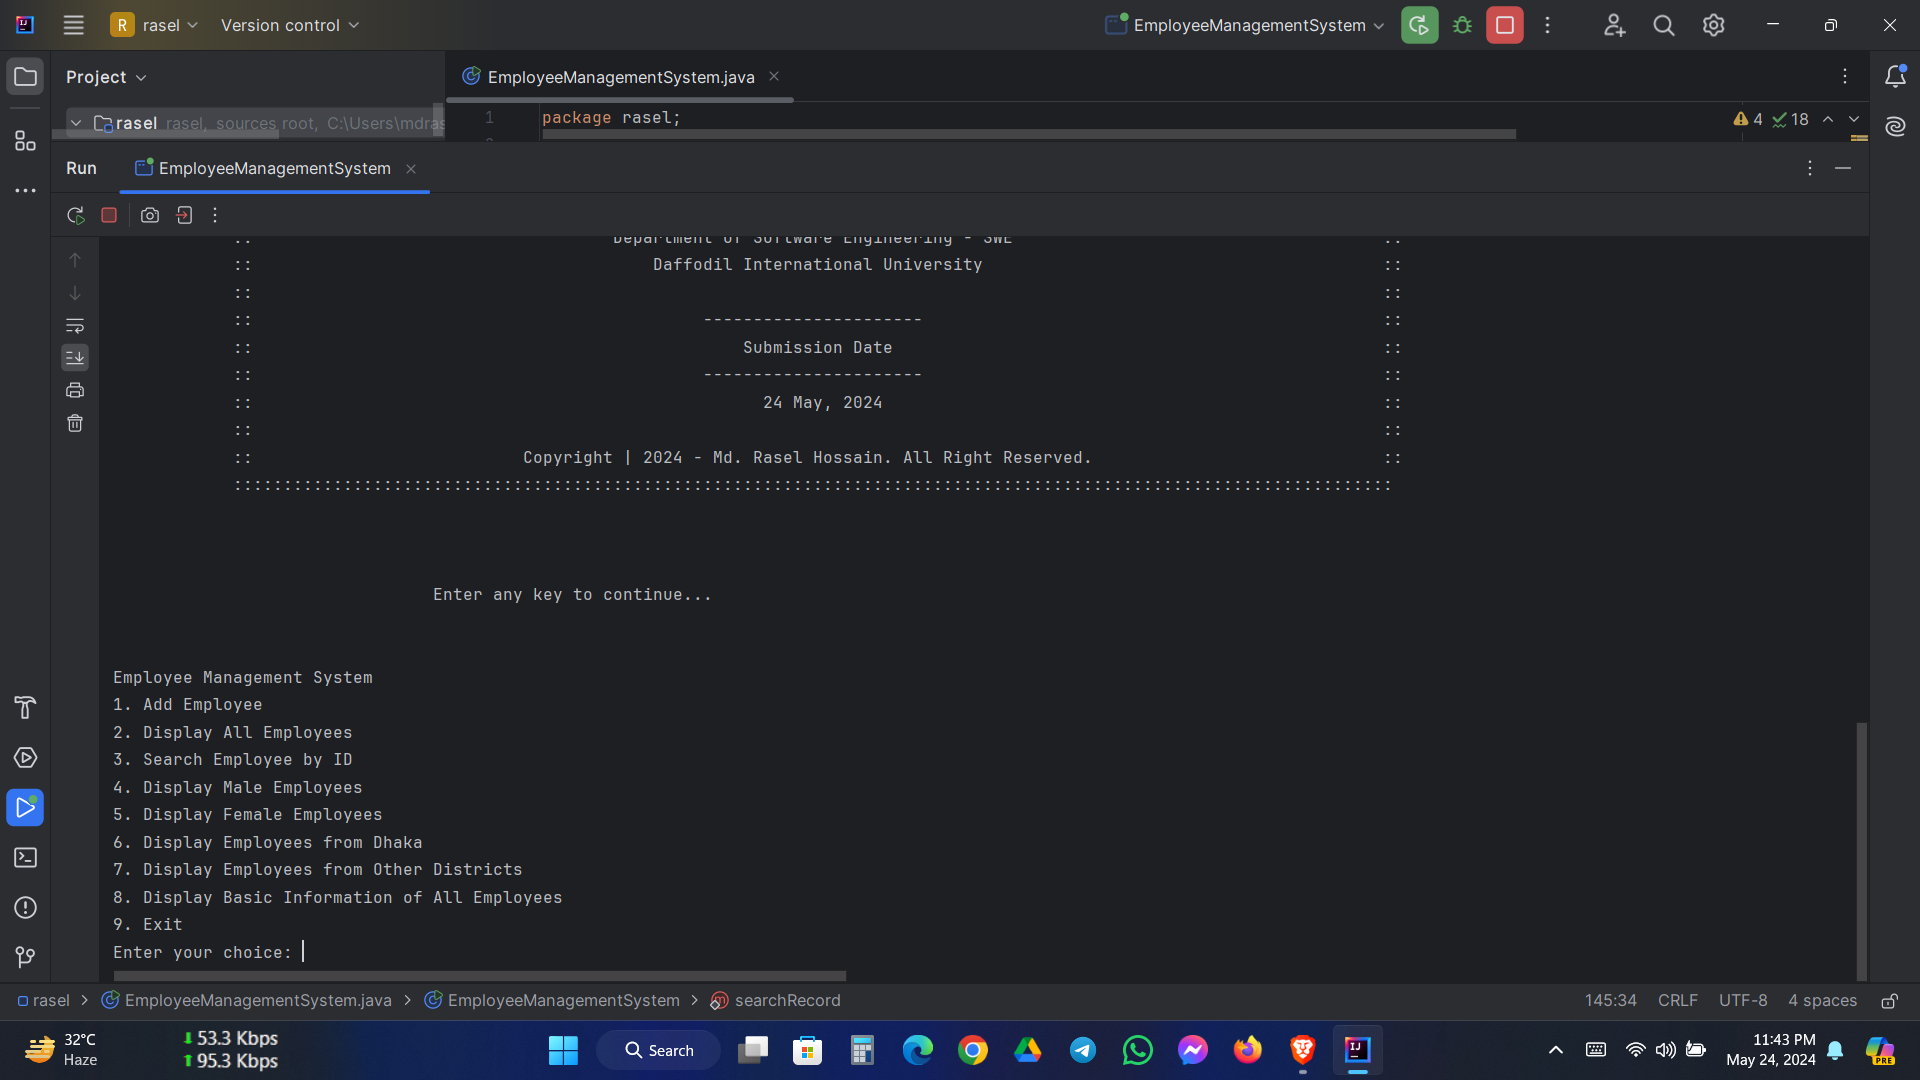 R rasel Version control EmployeeManagementSystem
Project EmployeeManagementSystem.java
rasel rasel, sources root, C:\Users\mdras 1 package rasel; 4 18
Run EmployeeManagementSystem
:: Department of Software Engineering - SWE ::
:: Daffodil International University ::
:: ::
:: ---------------------- ::
:: Submission Date ::
:: ---------------------- ::
:: 24 May, 2024 ::
:: ::
:: Copyright | 2024 - Md. Rasel Hossain. All Right Reserved. ::
::::::::::::::::::::::::::::::::::::::::::::::::::::::::::::::::::::::::::::::::::::::::::::::::::::::::::::::::::::
Enter any key to continue...
Employee Management System
1. Add Employee
2. Display All Employees
3. Search Employee by ID
4. Display Male Employees
5. Display Female Employees
6. Display Employees from Dhaka
7. Display Employees from Other Districts
8. Display Basic Information of All Employees
9. Exit
Enter your choice:
rasel > EmployeeManagementSystem.java > EmployeeManagementSystem > searchRecord 145:34 CRLF UTF-8 4 spaces
32°C 53.3 Kbps Search 11:43 PM
Haze 95.3 Kbps May 24, 2024 PRE